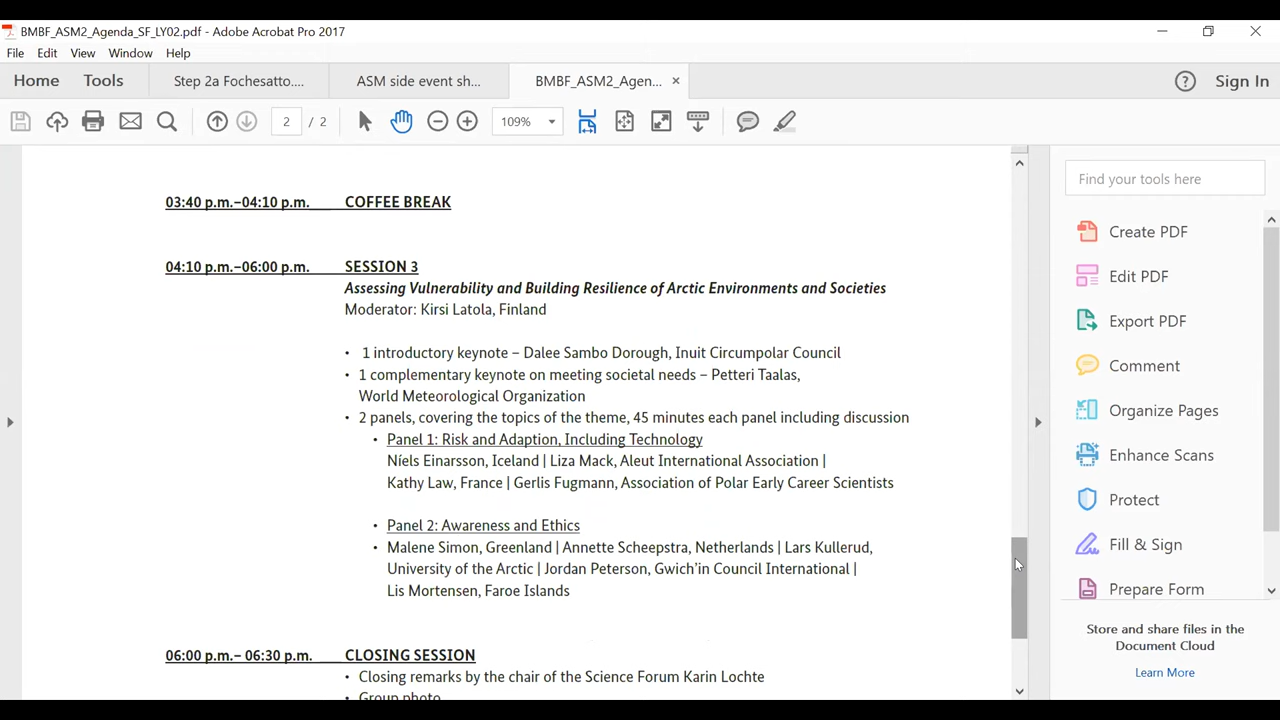 BMBF_ASM2_Agenda_SF_LY02.pdf - Adobe Acrobat Pro 2017
File Edit View Window Help
Home Tools Step 2a Fochesatto.... ASM side event sh... BMBF_ASM2_Agen... Sign In
2 / 2 109%
Find your tools here
03:40 p.m.–04:10 p.m. COFFEE BREAK
04:10 p.m.–06:00 p.m. SESSION 3
Assessing Vulnerability and Building Resilience of Arctic Environments and Societies
Moderator: Kirsi Latola, Finland
• 1 introductory keynote – Dalee Sambo Dorough, Inuit Circumpolar Council
• 1 complementary keynote on meeting societal needs – Petteri Taalas,
World Meteorological Organization
• 2 panels, covering the topics of the theme, 45 minutes each panel including discussion
• Panel 1: Risk and Adaption, Including Technology
Níels Einarsson, Iceland | Liza Mack, Aleut International Association |
Kathy Law, France | Gerlis Fugmann, Association of Polar Early Career Scientists
• Panel 2: Awareness and Ethics
• Malene Simon, Greenland | Annette Scheepstra, Netherlands | Lars Kullerud,
University of the Arctic | Jordan Peterson, Gwich’in Council International |
Lis Mortensen, Faroe Islands
06:00 p.m.– 06:30 p.m. CLOSING SESSION
• Closing remarks by the chair of the Science Forum Karin Lochte
• Group photo
Create PDF
Edit PDF
Export PDF
Comment
Organize Pages
Enhance Scans
Protect
Fill & Sign
Prepare Form
Store and share files in the
Document Cloud
Learn More